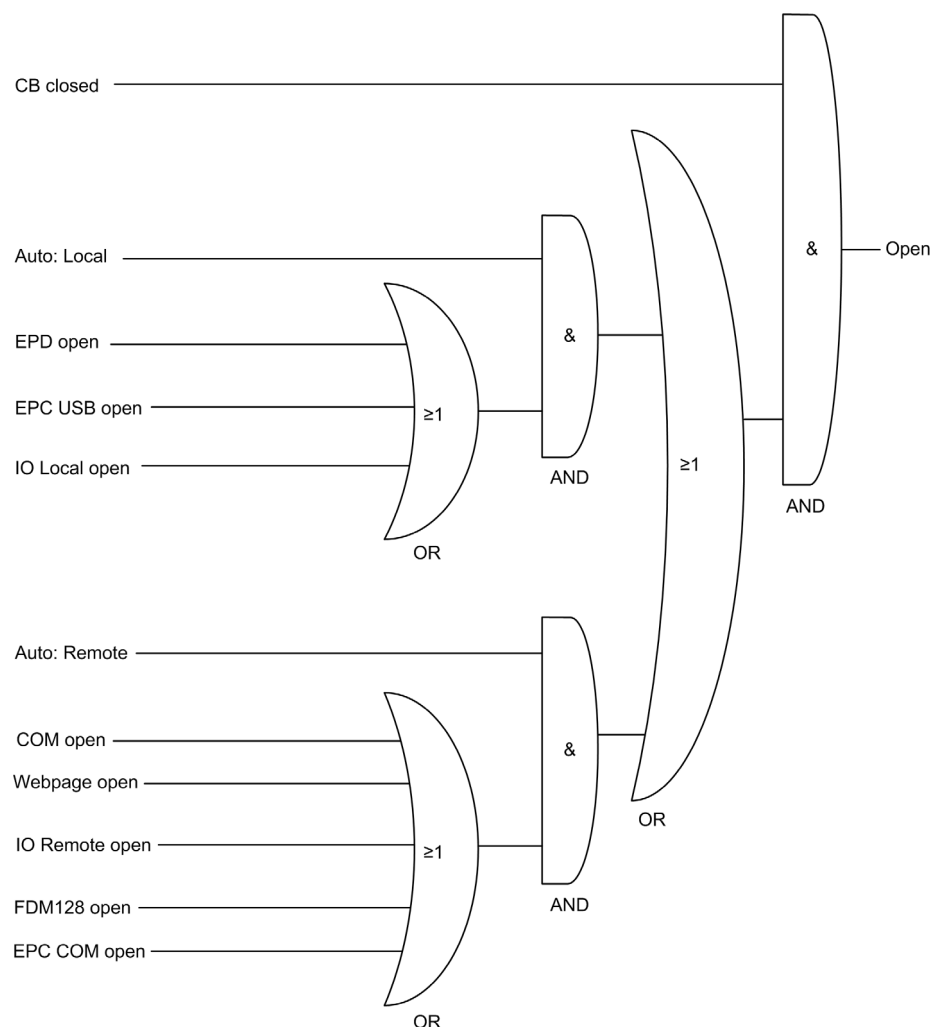 CB closed
&
Open
Auto: Local
EPD open
&
EPC USB open
≥1
IO Local open
≥1
AND
AND
OR
Auto: Remote
COM open
&
Webpage open
OR
IO Remote open
≥1
FDM128 open
AND
EPC COM open
OR